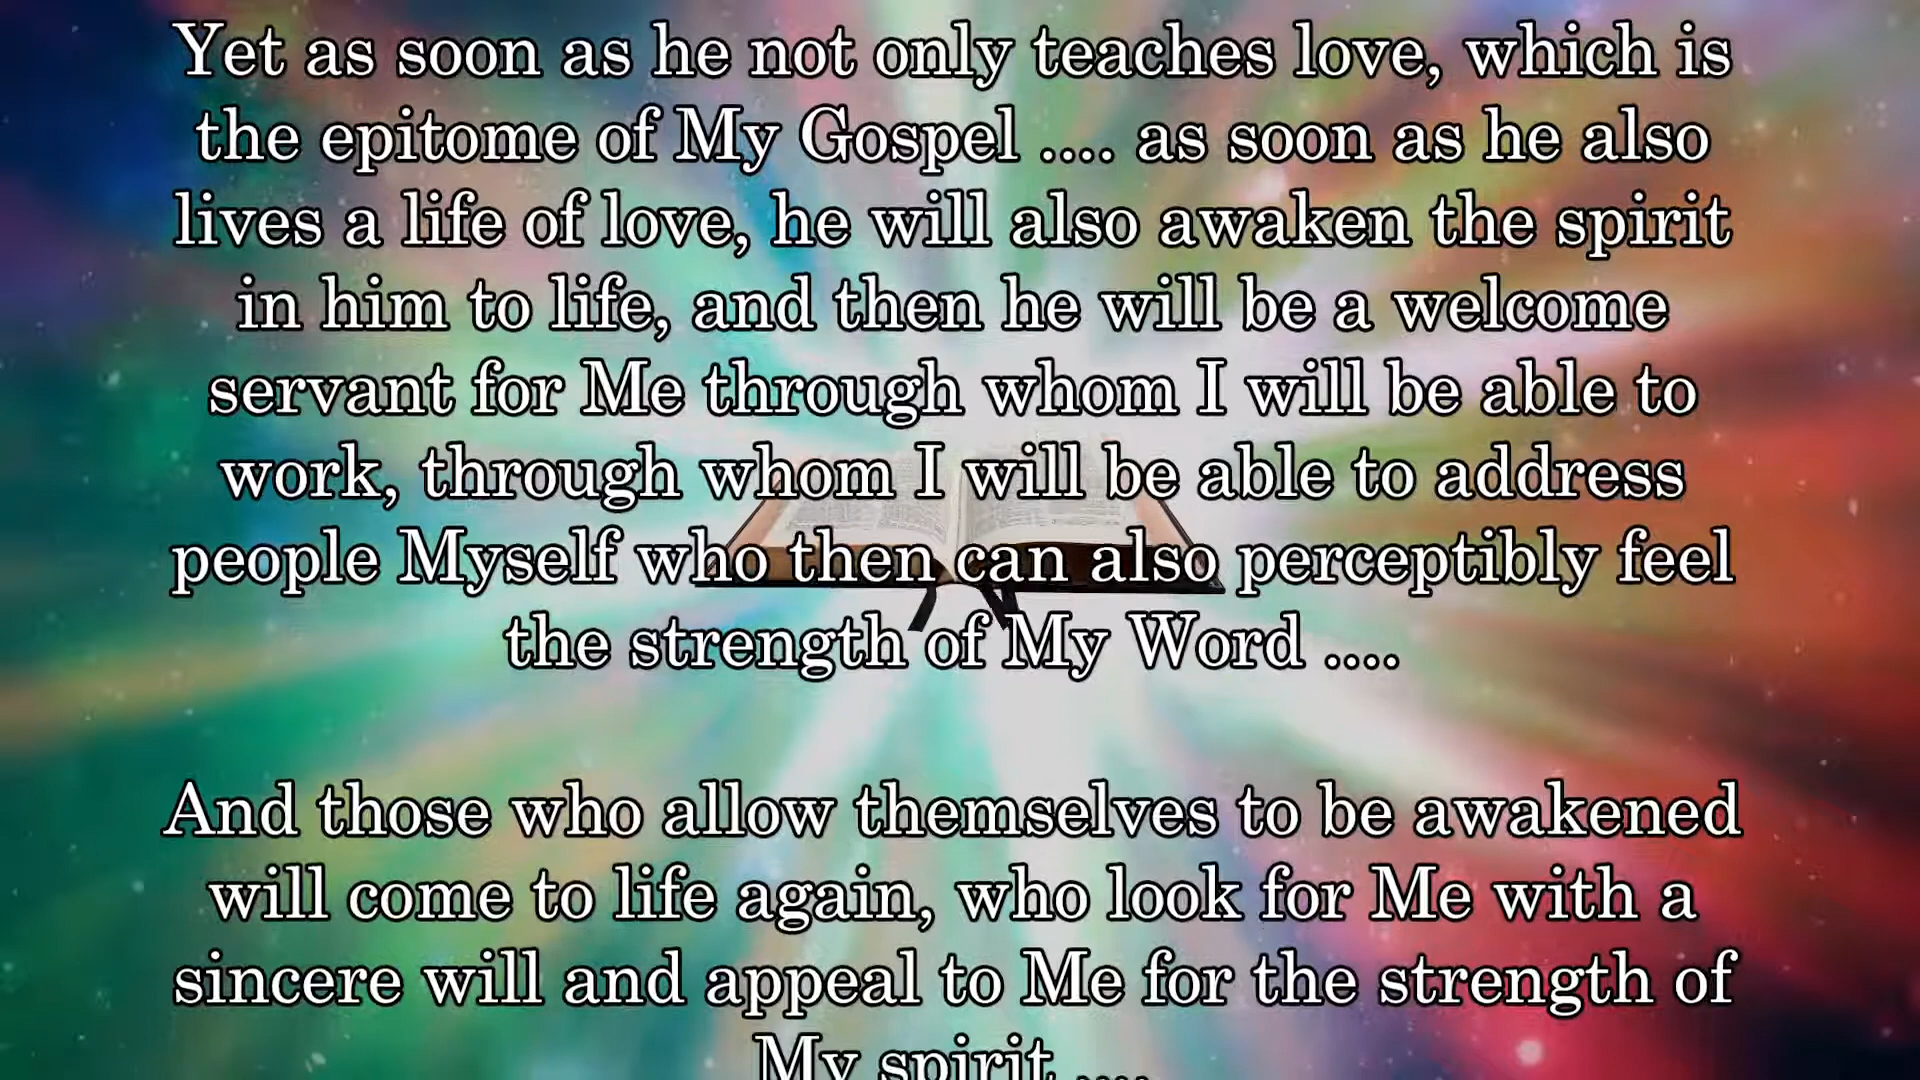 Yet as soon as he not only teaches love, which is
the epitome of My Gospel .... as soon as he also
lives a life of love, he will also awaken the spirit
in him to life, and then he will be a welcome
servant for Me through whom I will be able to
work, through whom I will be able to address
people Myself who then can also perceptibly feel
the strength of My Word ....
And those who allow themselves to be awakened
will come to life again, who look for Me with a
sincere will and appeal to Me for the strength of
My spirit ....